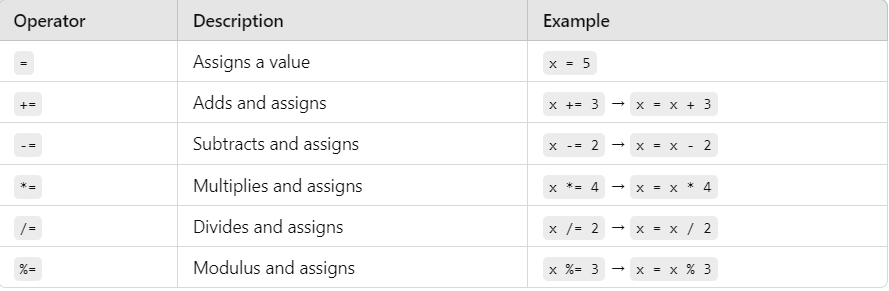 Operator Description Example
= Assigns a value x = 5
+= Adds and assigns x += 3 → x = x + 3
-= Subtracts and assigns x -= 2 → x = x - 2
*= Multiplies and assigns x *= 4 → x = x * 4
/= Divides and assigns x /= 2 → x = x / 2
%= Modulus and assigns x %= 3 → x = x % 3